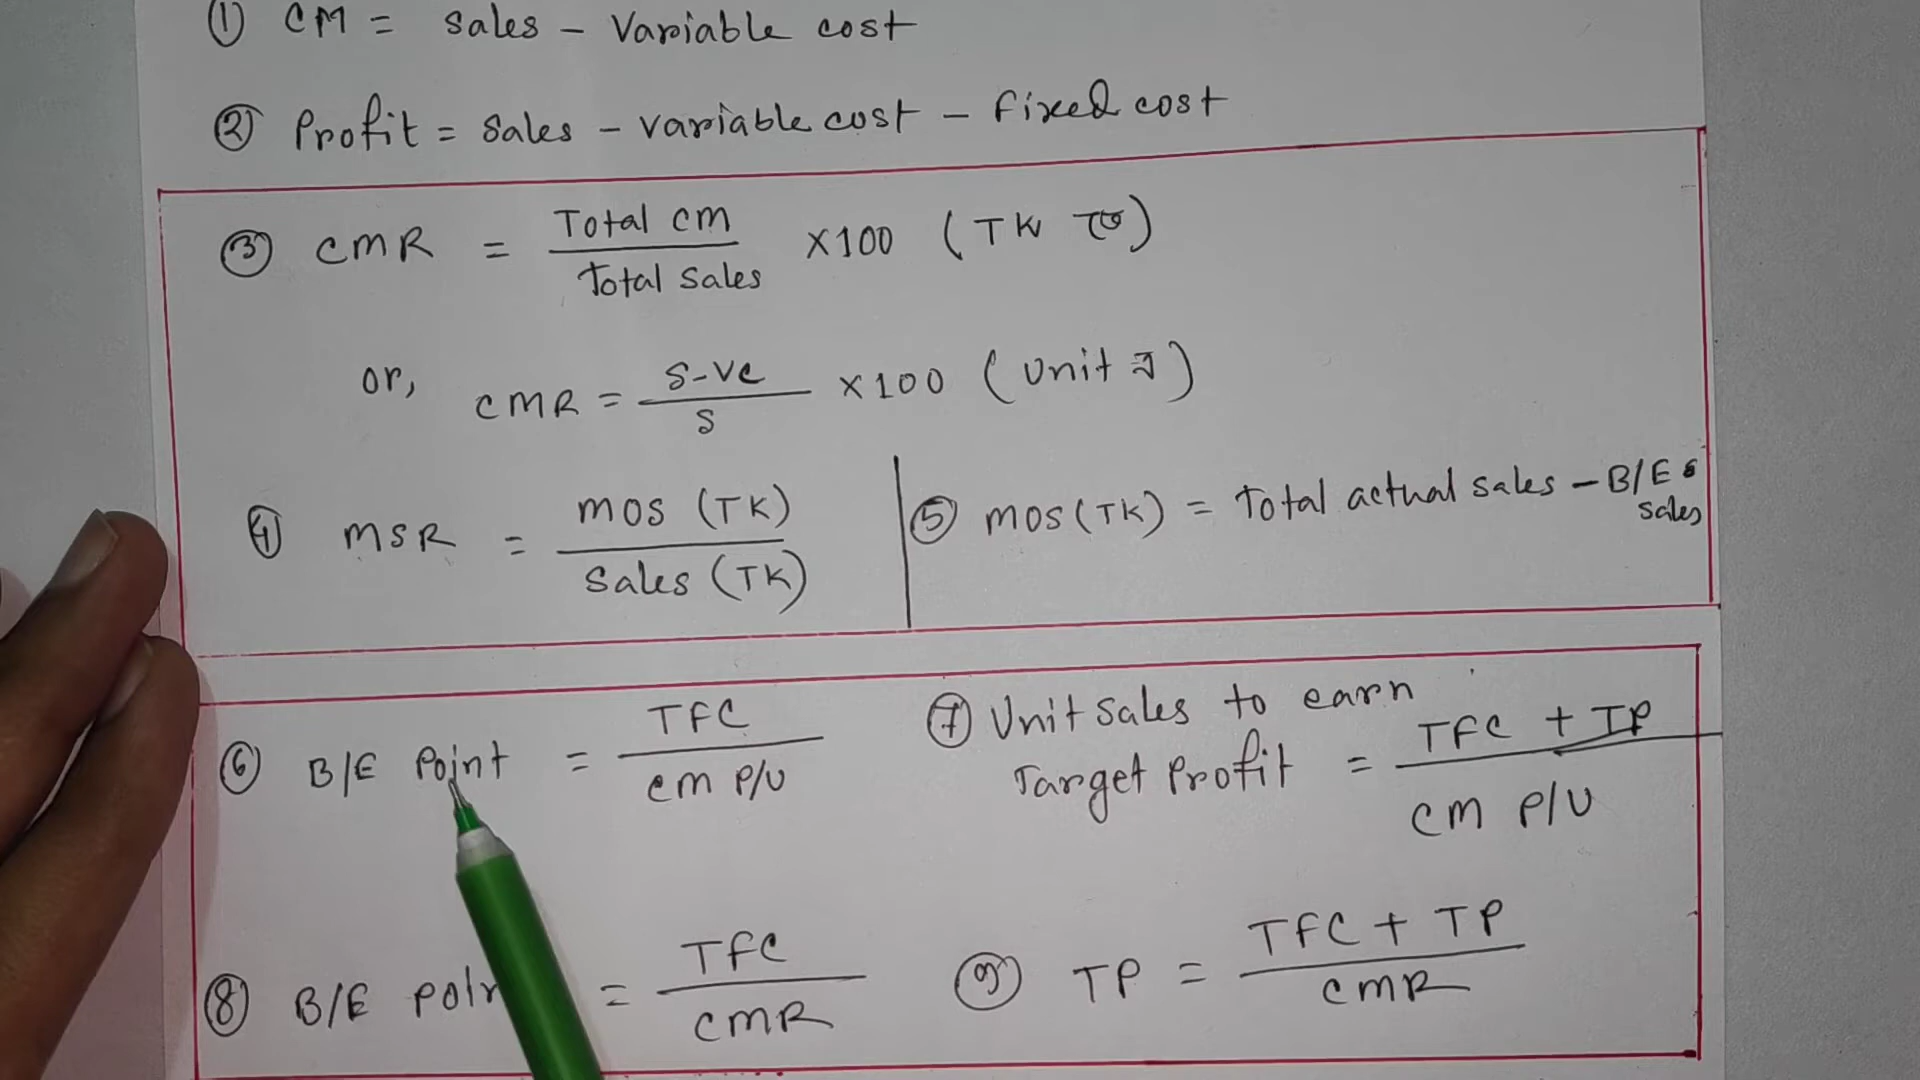 (1) CM = Sales - Variable cost
(2) Profit = Sales - variable cost - fixed cost
(3) CMR = Total CM / Total Sales X100 (TK তে)
or, CMR = S-VC / S X100 (Unit এ)
(4) MSR = MOS (TK) / Sales (TK)
(5) MOS (TK) = Total actual sales - B/E sales
(6) B/E Point = TFC / CM P/U
(7) Unit Sales to earn Target Profit = TFC + TP / CM P/U
(8) B/E = TFC / CMR
(9) TP = TFC + TP / CMR